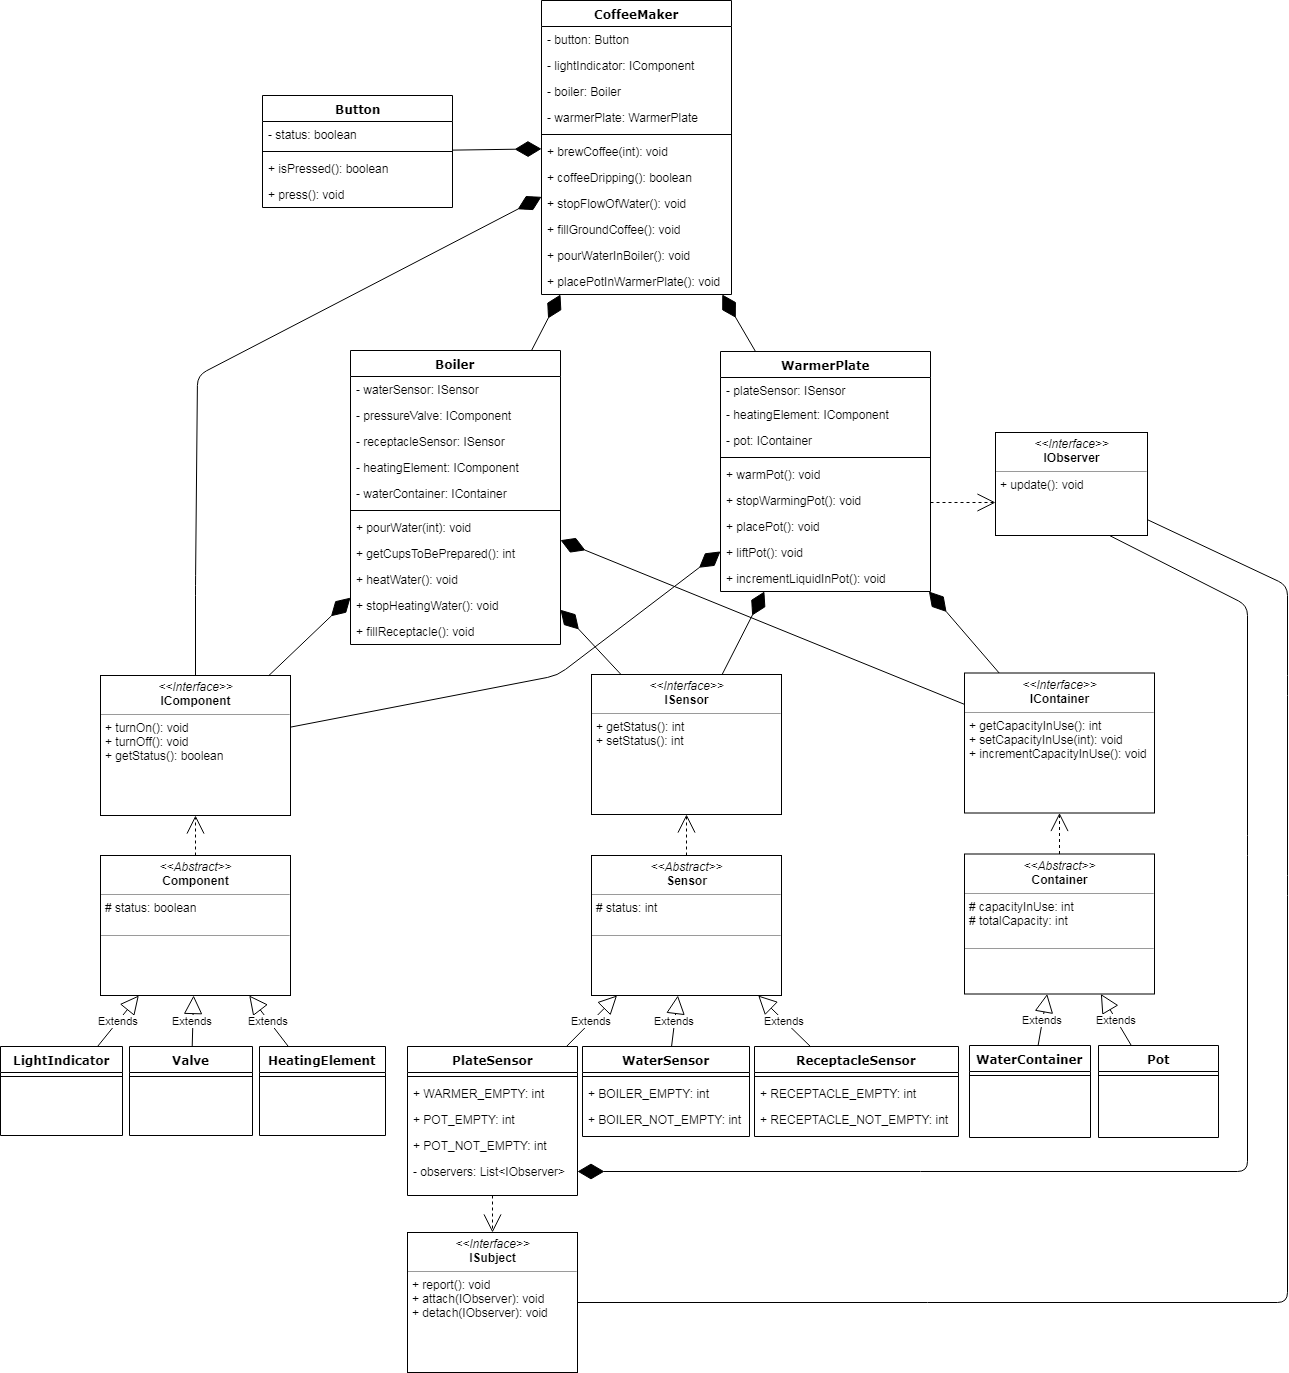 CoffeeMaker
- button: Button
- lightIndicator: IComponent
- boiler: Boiler
- warmerPlate: WarmerPlate
+ brewCoffee(int): void
+ coffeeDripping(): boolean
+ stopFlowOfWater(): void
+ fillGroundCoffee(): void
+ pourWaterInBoiler(): void
+ placePotInWarmerPlate(): void
Button
- status: boolean
+ isPressed(): boolean
+ press(): void
Boiler
- waterSensor: ISensor
- pressureValve: IComponent
- receptacleSensor: ISensor
- heatingElement: IComponent
- waterContainer: IContainer
+ pourWater(int): void
+ getCupsToBePrepared(): int
+ heatWater(): void
+ stopHeatingWater(): void
+ fillReceptacle(): void
WarmerPlate
- plateSensor: ISensor
- heatingElement: IComponent
- pot: IContainer
+ warmPot(): void
+ stopWarmingPot(): void
+ placePot(): void
+ liftPot(): void
+ incrementLiquidInPot(): void
<<Interface>>
IObserver
+ update(): void
<<Interface>>
IComponent
+ turnOn(): void
+ turnOff(): void
+ getStatus(): boolean
<<Interface>>
ISensor
+ getStatus(): int
+ setStatus(): int
<<Interface>>
IContainer
+ getCapacityInUse(): int
+ setCapacityInUse(int): void
+ incrementCapacityInUse(): void
<<Abstract>>
Component
# status: boolean
<<Abstract>>
Sensor
# status: int
<<Abstract>>
Container
# capacityInUse: int
# totalCapacity: int
Extends
Extends
Extends
Extends
Extends
Extends
Extends
Extends
LightIndicator
Valve
HeatingElement
PlateSensor
+ WARMER_EMPTY: int
+ POT_EMPTY: int
+ POT_NOT_EMPTY: int
- observers: List<IObserver>
WaterSensor
+ BOILER_EMPTY: int
+ BOILER_NOT_EMPTY: int
ReceptacleSensor
+ RECEPTACLE_EMPTY: int
+ RECEPTACLE_NOT_EMPTY: int
WaterContainer
Pot
<<Interface>>
ISubject
+ report(): void
+ attach(IObserver): void
+ detach(IObserver): void